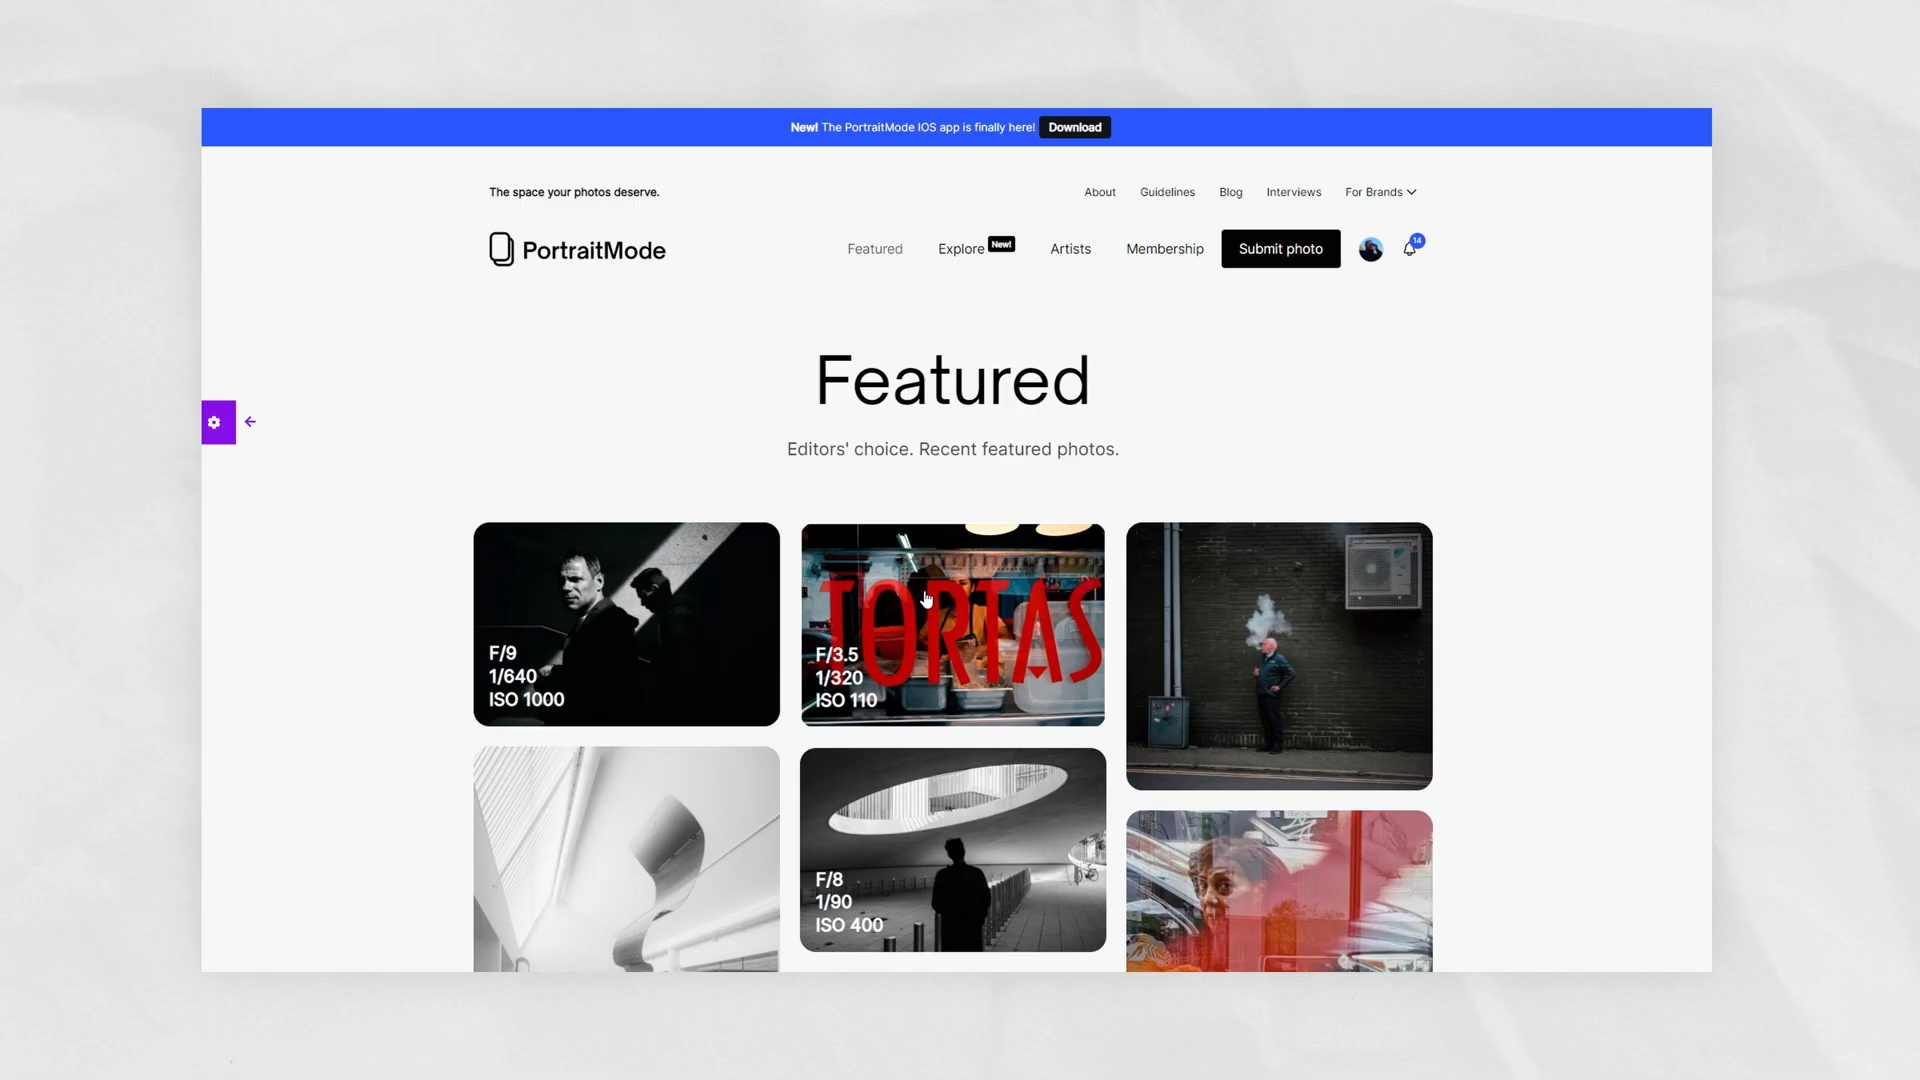 New! The PortraitMode IOS app is finally here! Download
The space your photos deserve.
About Guidelines Blog Interviews For Brands
PortraitMode
Featured Explore New! Artists Membership Submit photo 14
Featured
Editors' choice. Recent featured photos.
F/9
1/640
ISO 1000
TORTAS
F/3.5
1/320
ISO 110
F/8
1/90
ISO 400